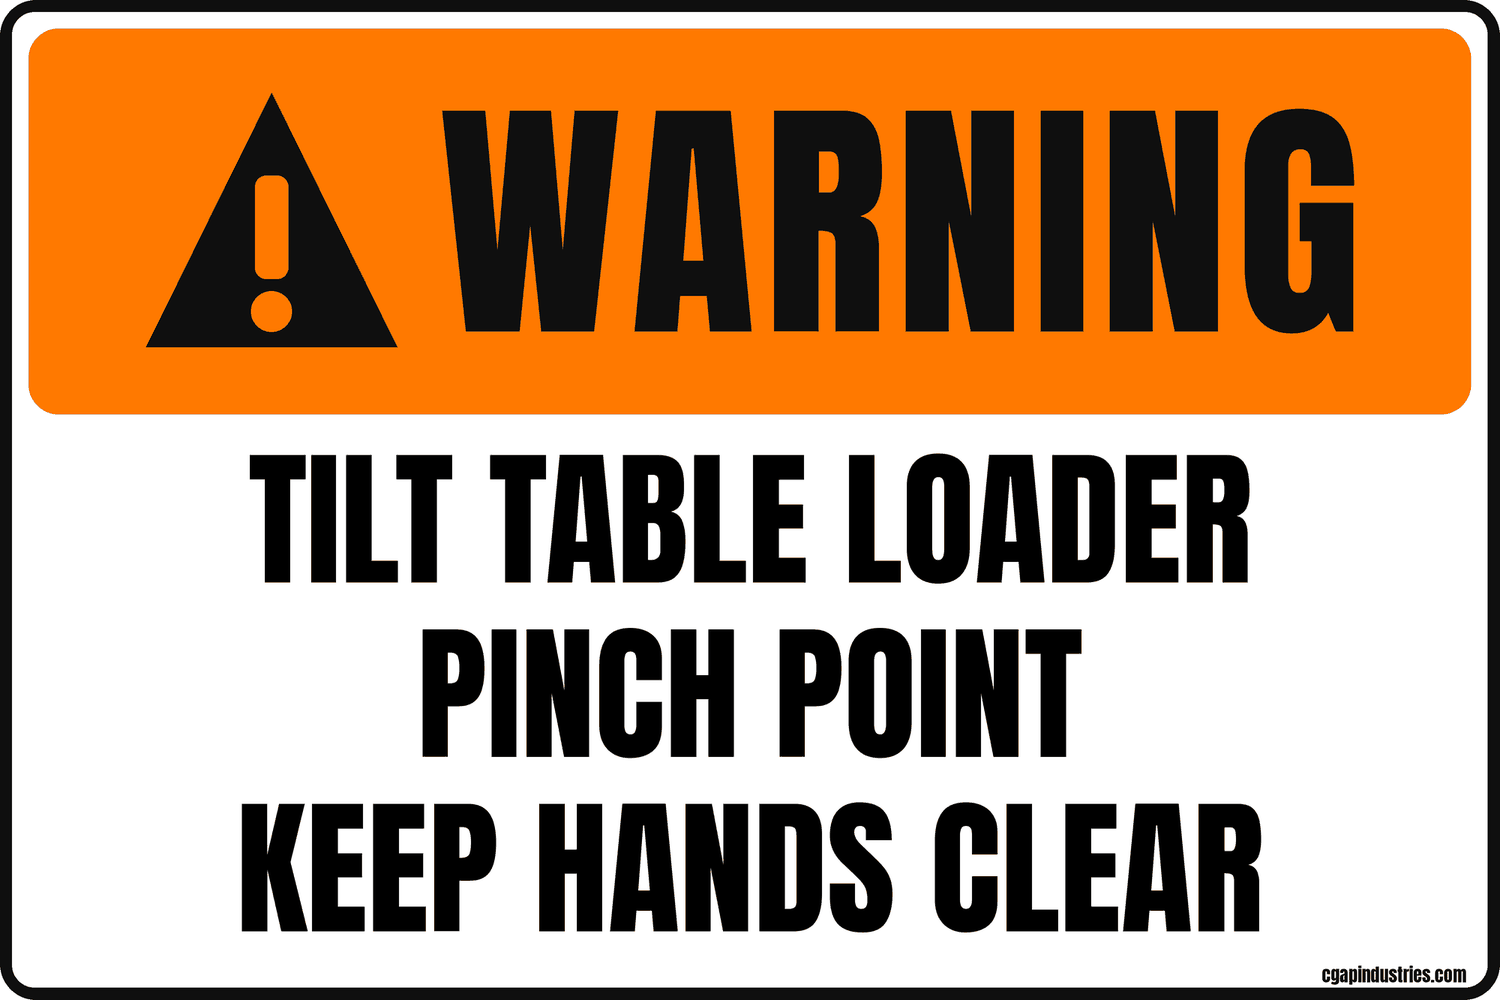 WARNING
TILT TABLE LOADER
PINCH POINT
KEEP HANDS CLEAR
cgapindustries.com